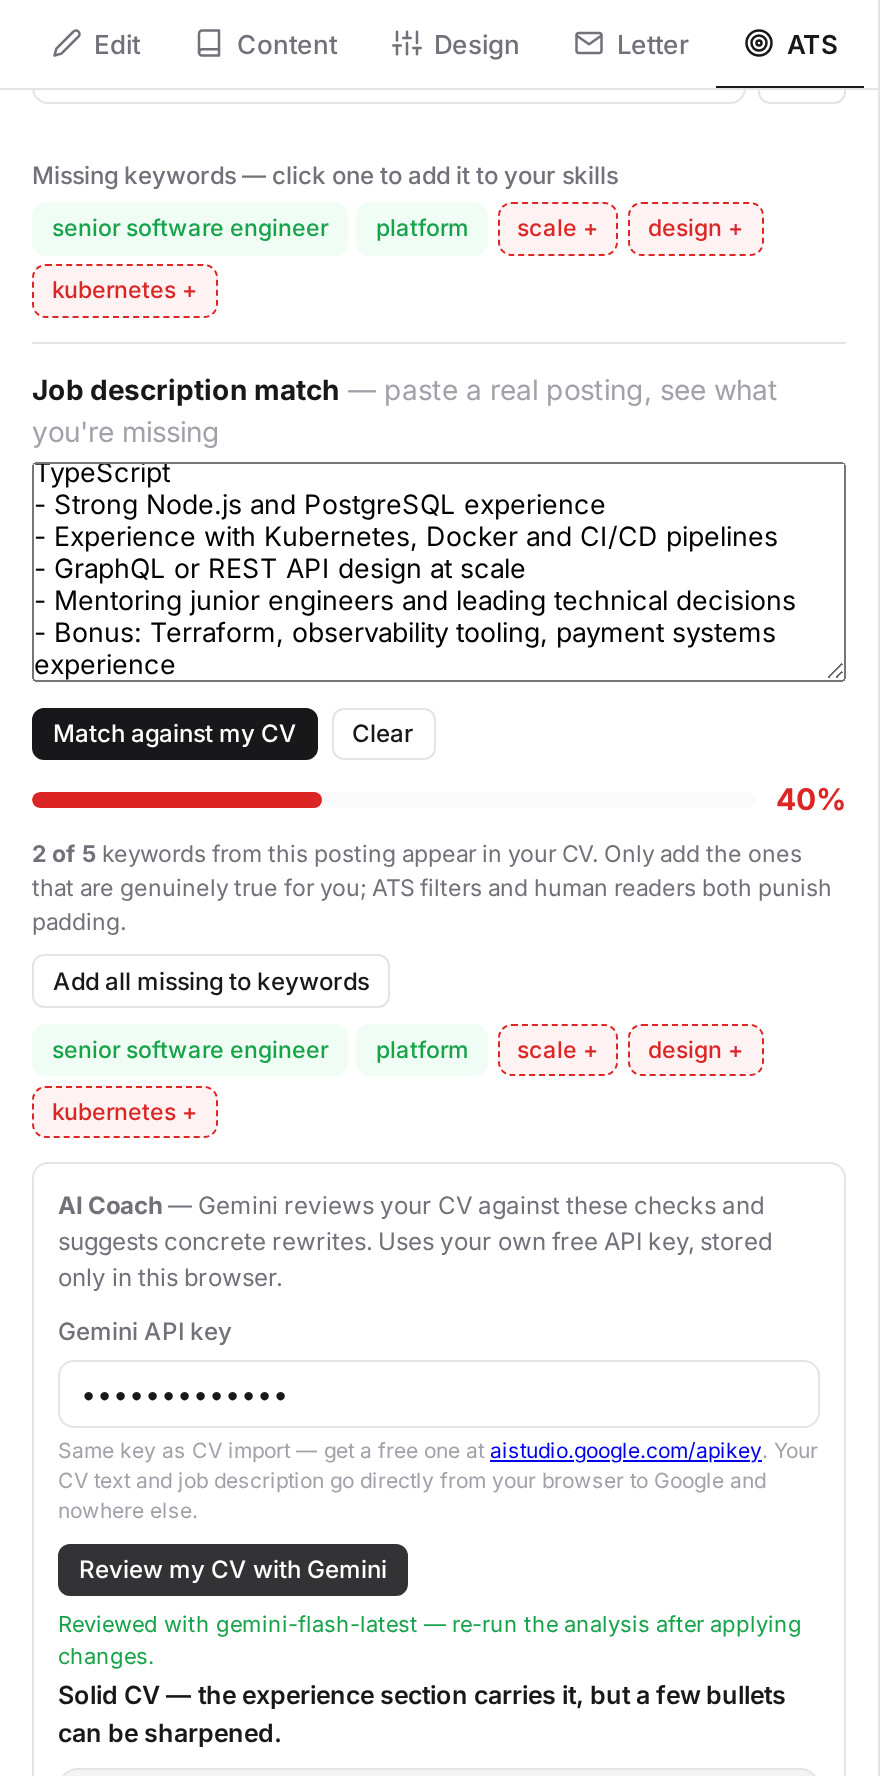 Edit Content Design Letter ATS
Missing keywords — click one to add it to your skills
senior software engineer platform scale + design +
kubernetes +
Job description match — paste a real posting, see what
you're missing
TypeScript
- Strong Node.js and PostgreSQL experience
- Experience with Kubernetes, Docker and CI/CD pipelines
- GraphQL or REST API design at scale
- Mentoring junior engineers and leading technical decisions
- Bonus: Terraform, observability tooling, payment systems
experience
Match against my CV Clear
40%
2 of 5 keywords from this posting appear in your CV. Only add the ones
that are genuinely true for you; ATS filters and human readers both punish
padding.
Add all missing to keywords
senior software engineer platform scale + design +
kubernetes +
AI Coach — Gemini reviews your CV against these checks and
suggests concrete rewrites. Uses your own free API key, stored
only in this browser.
Gemini API key
•••••••••••••
Same key as CV import — get a free one at aistudio.google.com/apikey. Your
CV text and job description go directly from your browser to Google and
nowhere else.
Review my CV with Gemini
Reviewed with gemini-flash-latest — re-run the analysis after applying
changes.
Solid CV — the experience section carries it, but a few bullets
can be sharpened.